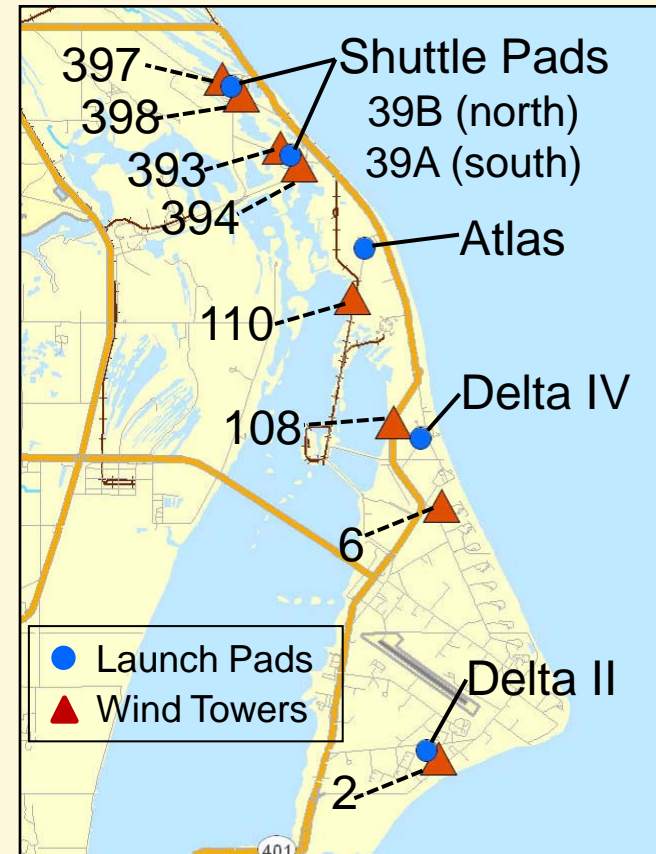 397
Shuttle Pads
398
39B (north)
393
39A (south)
394
Atlas
110
Delta IV
108
6
Launch Pads
Delta II
Wind Towers
2
401